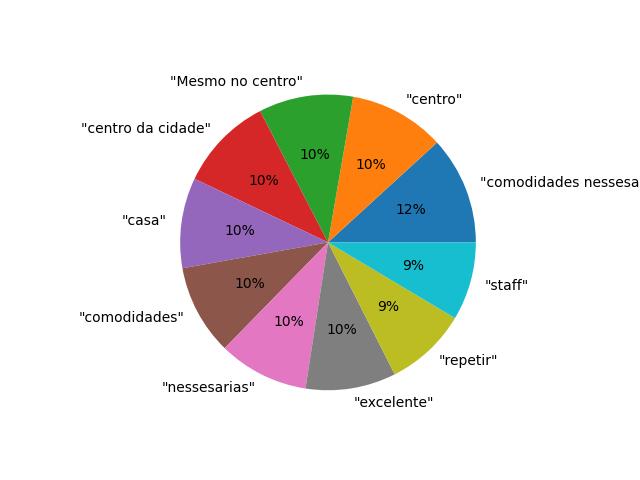 "Mesmo no centro"
"centro"
"centro da cidade"
10%
10%
10%
"comodidades nessesa
12%
"casa"
10%
10%
9%
"staff"
"comodidades"
10%
10%
9%
"nessesarias"
"repetir"
"excelente"